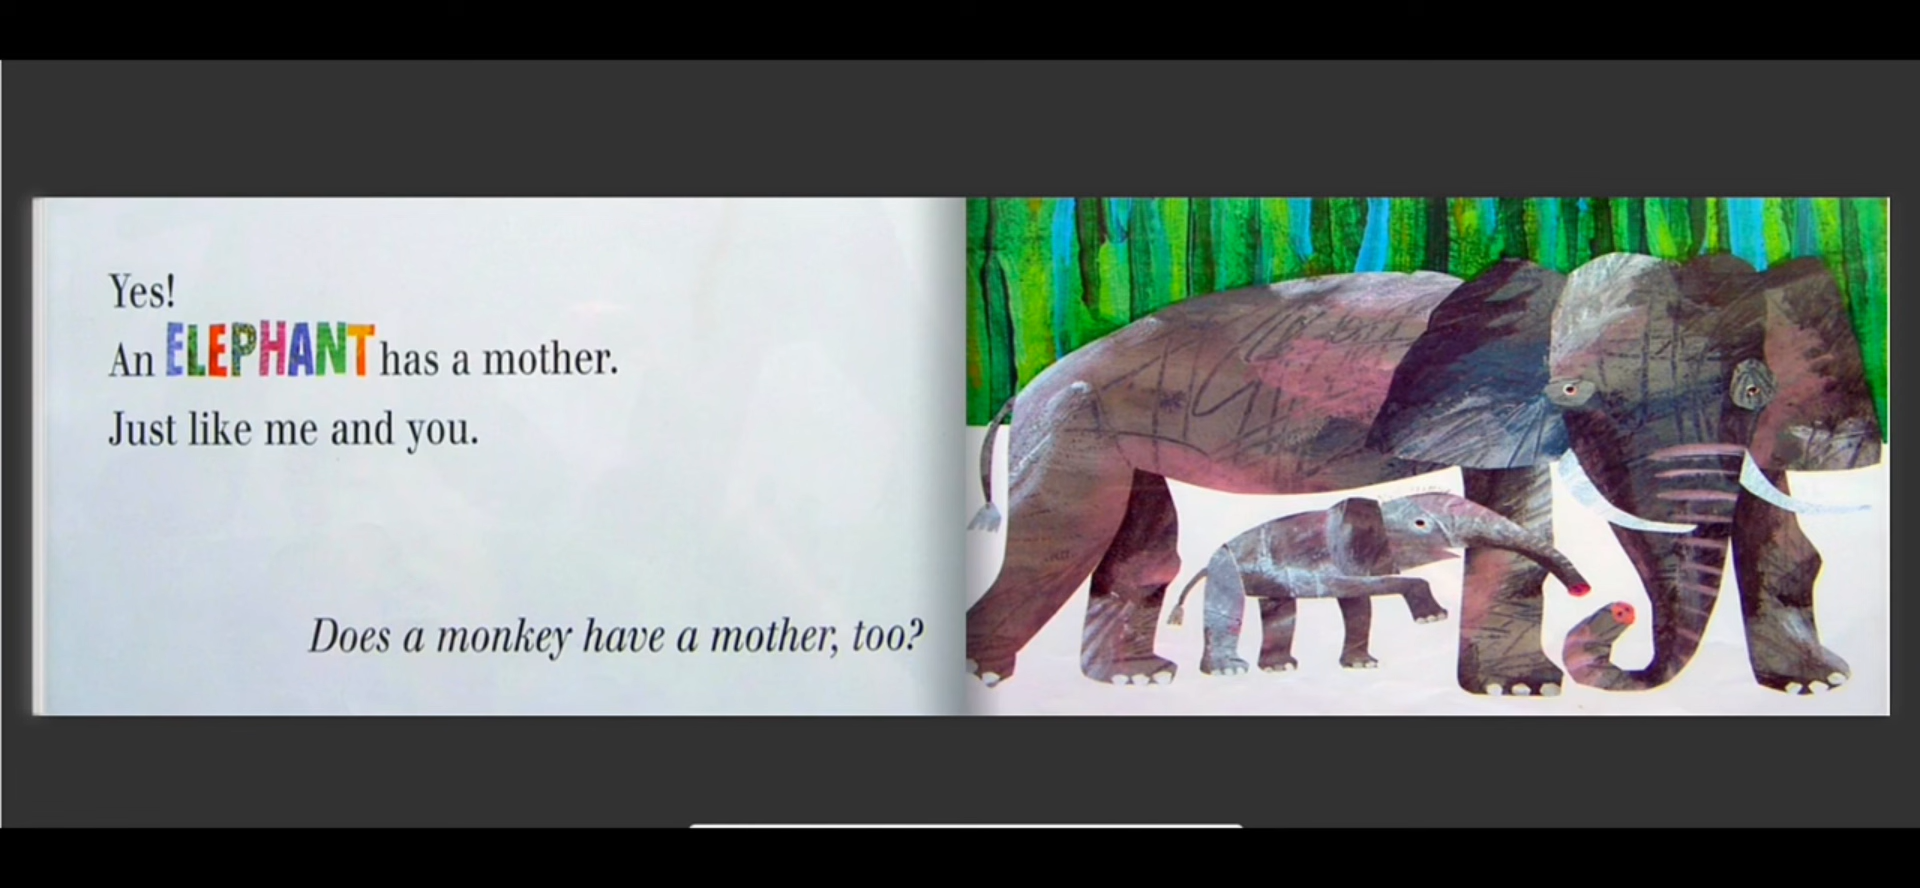 Yes!
An ELEPHANT has a mother.
Just like me and you.
Does a monkey have a mother, too?